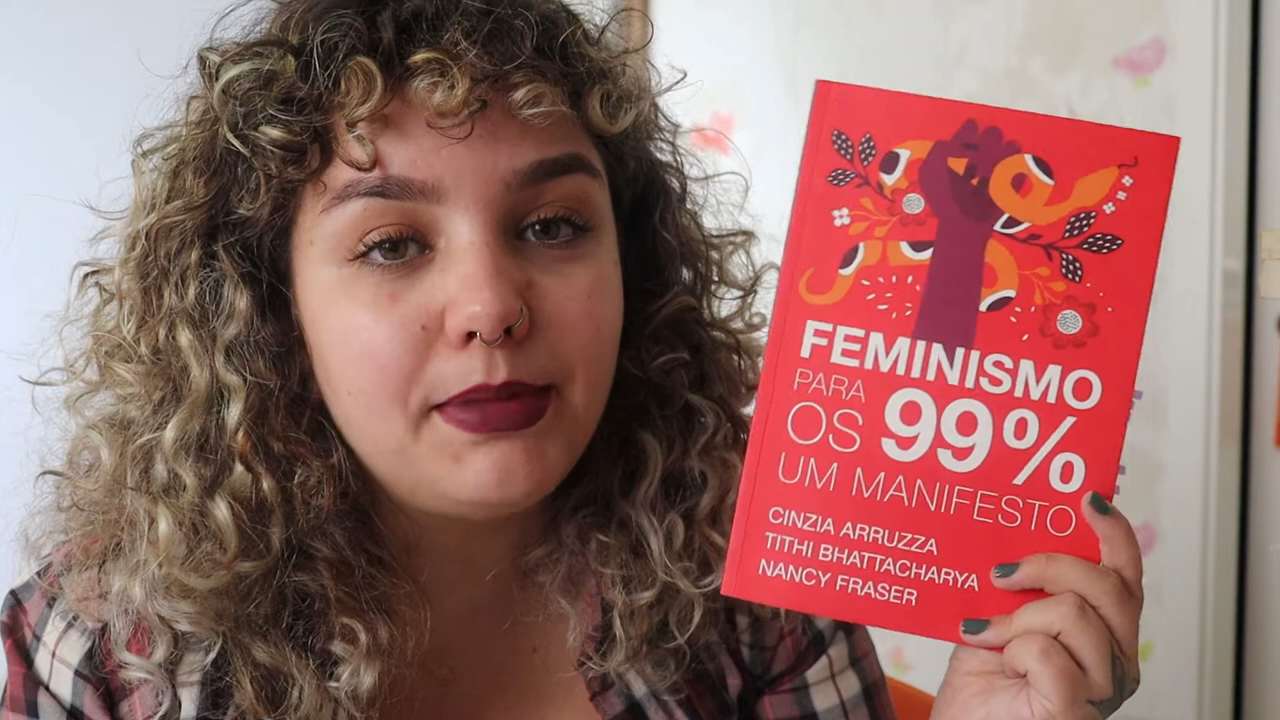 FEMINISMO
PARA
OS 99%
UM MANIFESTO
CINZIA ARRUZZA
TITHI BHATTACHARYA
NANCY FRASER